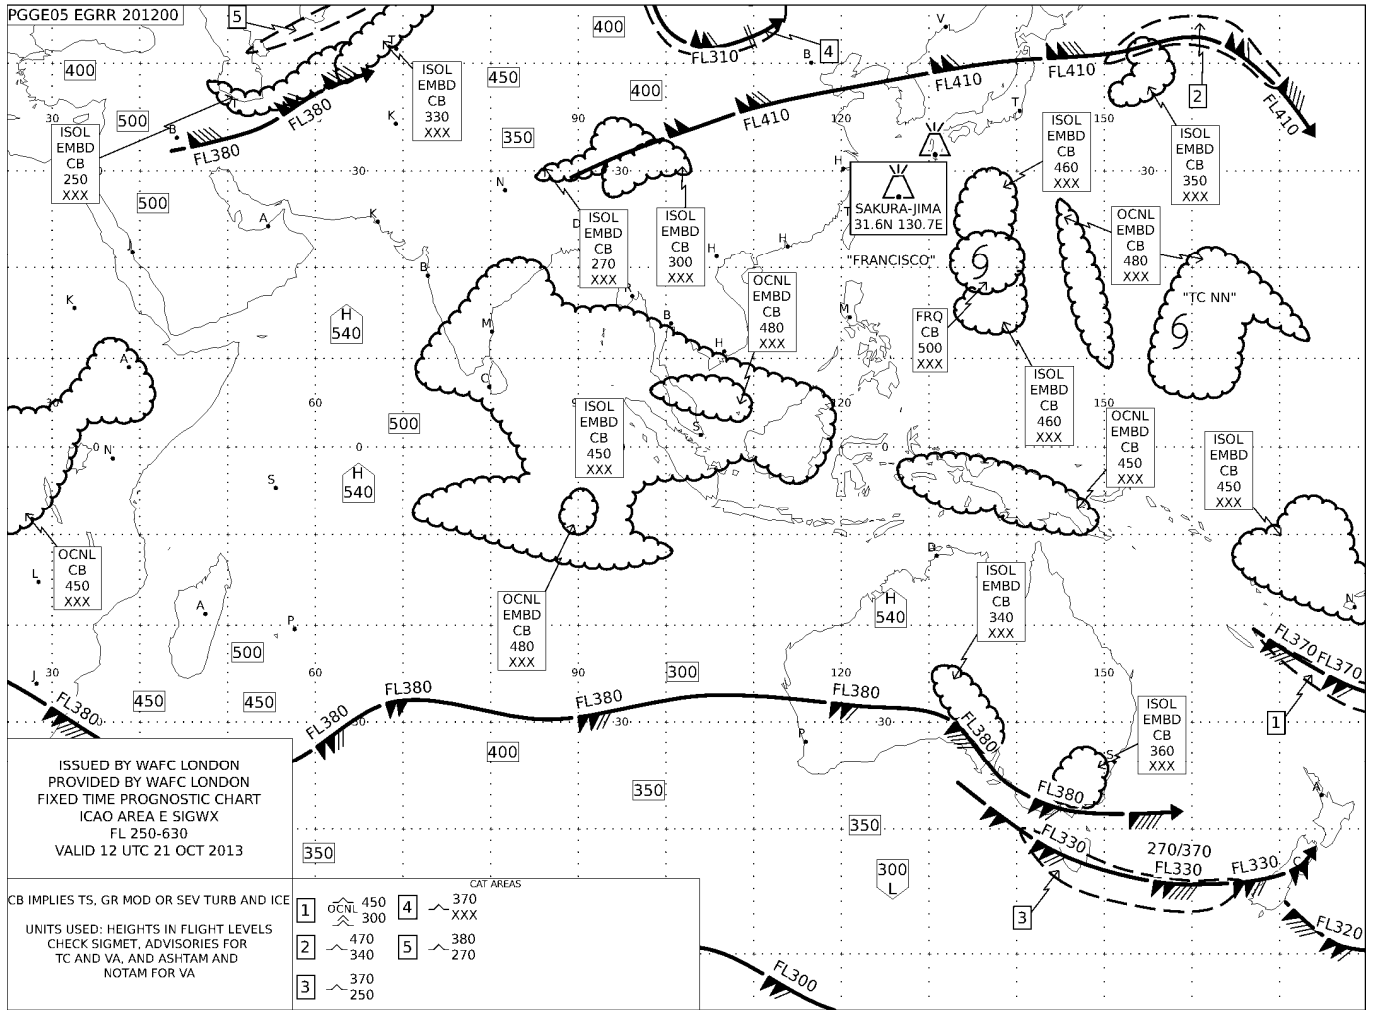 PGGE05 EGRR 201200
5
400
V
4
B
FL310
T
400
450
ISOL
EMBD
CB
330
XXX
400
FL410
FL410
FL410
2
FL410
30
500
B
T
FL380
FL380
K
350
90
120
T
150
ISOL
EMBD
CB
250
XXX
30
30
30
H
ISOL
EMBD
CB
460
XXX
ISOL
EMBD
CB
350
XXX
500
N
A
K
J
D
ISOL
EMBD
CB
270
XXX
ISOL
EMBD
CB
300
XXX
H
H
T
SAKURA-JIMA
31.6N 130.7E
OCNL
EMBD
CB
480
XXX
"FRANCISCO"
B
K
H
540
M
R
B
H
OCNL
EMBD
CB
480
XXX
M
FRQ
CB
500
XXX
"TC NN"
A
C
30
60
500
ISOL
EMBD
CB
450
XXX
120
ISOL
EMBD
CB
460
XXX
150
OCNL
EMBD
CB
450
XXX
0
N
S
0
S
H
540
ISOL
EMBD
CB
450
XXX
OCNL
CB
450
XXX
L
A
P
OCNL
EMBD
CB
480
XXX
D
H
540
ISOL
EMBD
CB
340
XXX
N
FL370
FL370
500
J
30
450
450
60
90
300
120
150
FL380
FL380
FL380
FL380
FL380
30
30
30
P
FL380
S
ISOL
EMBD
CB
360
XXX
1
400
350
FL380
A
350
350
FL330
270/370
FL330
FL330
C
300
L
3
FL320
FL300
ISSUED BY WAFC LONDON
PROVIDED BY WAFC LONDON
FIXED TIME PROGNOSTIC CHART
ICAO AREA E SIGWX
FL 250-630
VALID 12 UTC 21 OCT 2013
CB IMPLIES TS, GR MOD OR SEV TURB AND ICE
UNITS USED: HEIGHTS IN FLIGHT LEVELS
CHECK SIGMET, ADVISORIES FOR
TC AND VA, AND ASHTAM AND
NOTAM FOR VA
CAT AREAS
1 OCNL 450
300
2 470
340
3 370
250
4 370
XXX
5 380
270